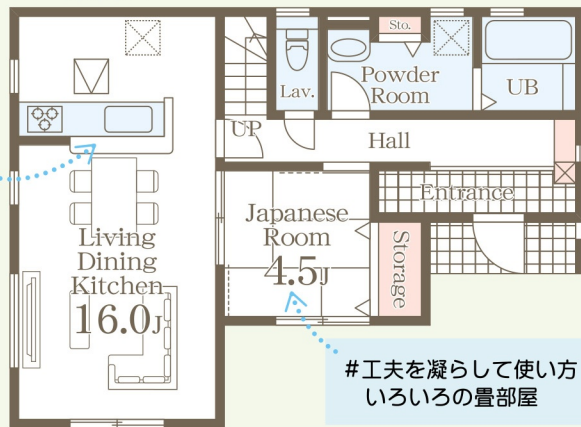 Sto.
Lav.
Powder
Room
UB
UP
Hall
Entrance
Living
Dining
Kitchen
16.0J
Japanese
Room
4.5J
Storage
#工夫を凝らして使い方
いろいろの畳部屋